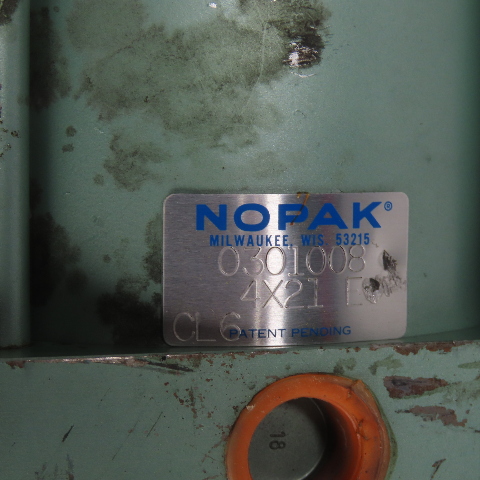 NOPAK®
MILWAUKEE, WIS 53215
0301008
4X21
CL6
PATENT PENDING
18